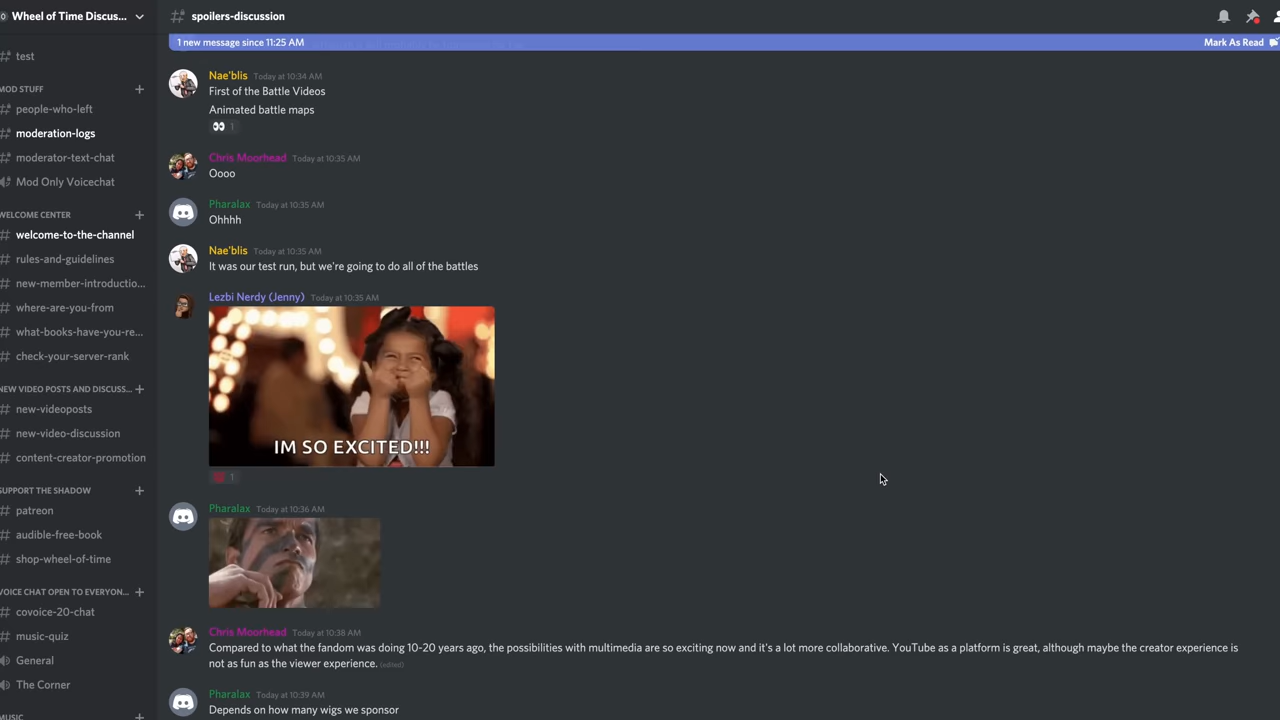 Wheel of Time Discus...
test
MOD STUFF
people-who-left
moderation-logs
moderator-text-chat
Mod Only Voicechat
WELCOME CENTER
welcome-to-the-channel
rules-and-guidelines
new-member-introductio...
where-are-you-from
what-books-have-you-re...
check-your-server-rank
NEW VIDEO POSTS AND DISCUSS...
new-videoposts
new-video-discussion
content-creator-promotion
SUPPORT THE SHADOW
patreon
audible-free-book
shop-wheel-of-time
VOICE CHAT OPEN TO EVERYON...
covoice-20-chat
music-quiz
General
The Corner
MUSIC
spoilers-discussion
1 new message since 11:25 AM
Mark As Read
Nae'blis Today at 10:34 AM
First of the Battle Videos
Animated battle maps
1
Chris Moorhead Today at 10:35 AM
Oooo
Pharalax Today at 10:35 AM
Ohhhh
Nae'blis Today at 10:35 AM
It was our test run, but we're going to do all of the battles
Lezbi Nerdy (Jenny) Today at 10:35 AM
IM SO EXCITED!!!
1
Pharalax Today at 10:36 AM
Chris Moorhead Today at 10:38 AM
Compared to what the fandom was doing 10-20 years ago, the possibilities with multimedia are so exciting now and it's a lot more collaborative. YouTube as a platform is great, although maybe the creator experience is
not as fun as the viewer experience. (edited)
Pharalax Today at 10:39 AM
Depends on how many wigs we sponsor